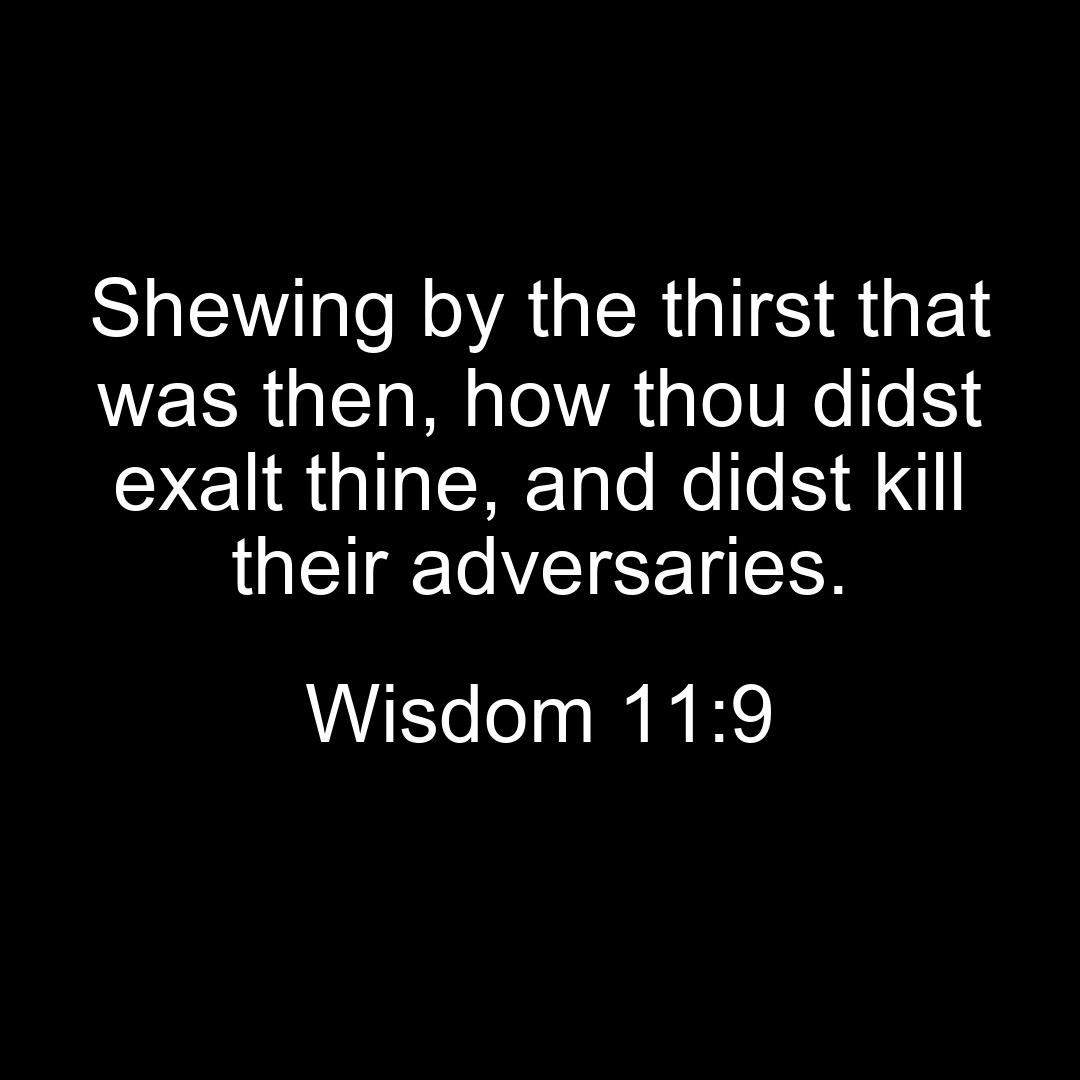 Shewing by the thirst that
was then, how thou didst
exalt thine, and didst kill
their adversaries.
Wisdom 11:9